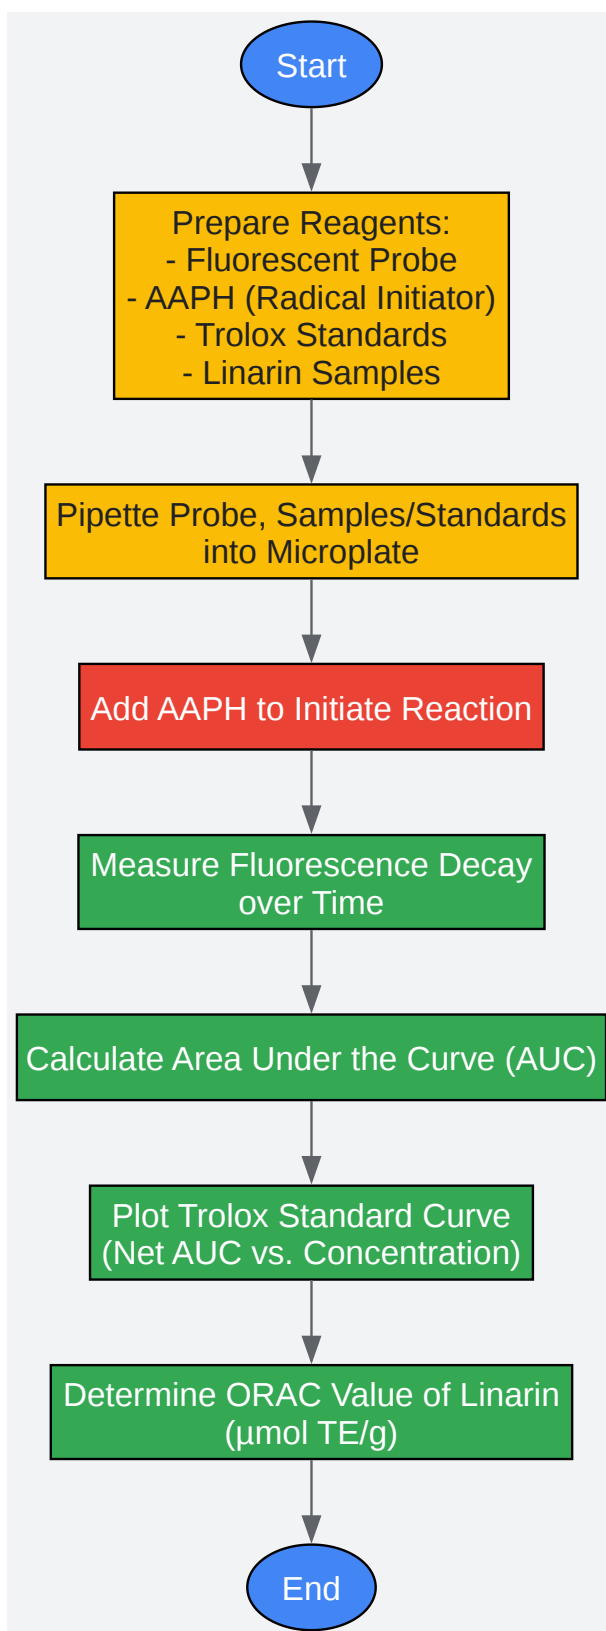 Start
Prepare Reagents:
- Fluorescent Probe
- AAPH (Radical Initiator)
- Trolox Standards
- Linarin Samples
Pipette Probe, Samples/Standards
into Microplate
Add AAPH to Initiate Reaction
Measure Fluorescence Decay
over Time
Calculate Area Under the Curve (AUC)
Plot Trolox Standard Curve
(Net AUC vs. Concentration)
Determine ORAC Value of Linarin
(µmol TE/g)
End